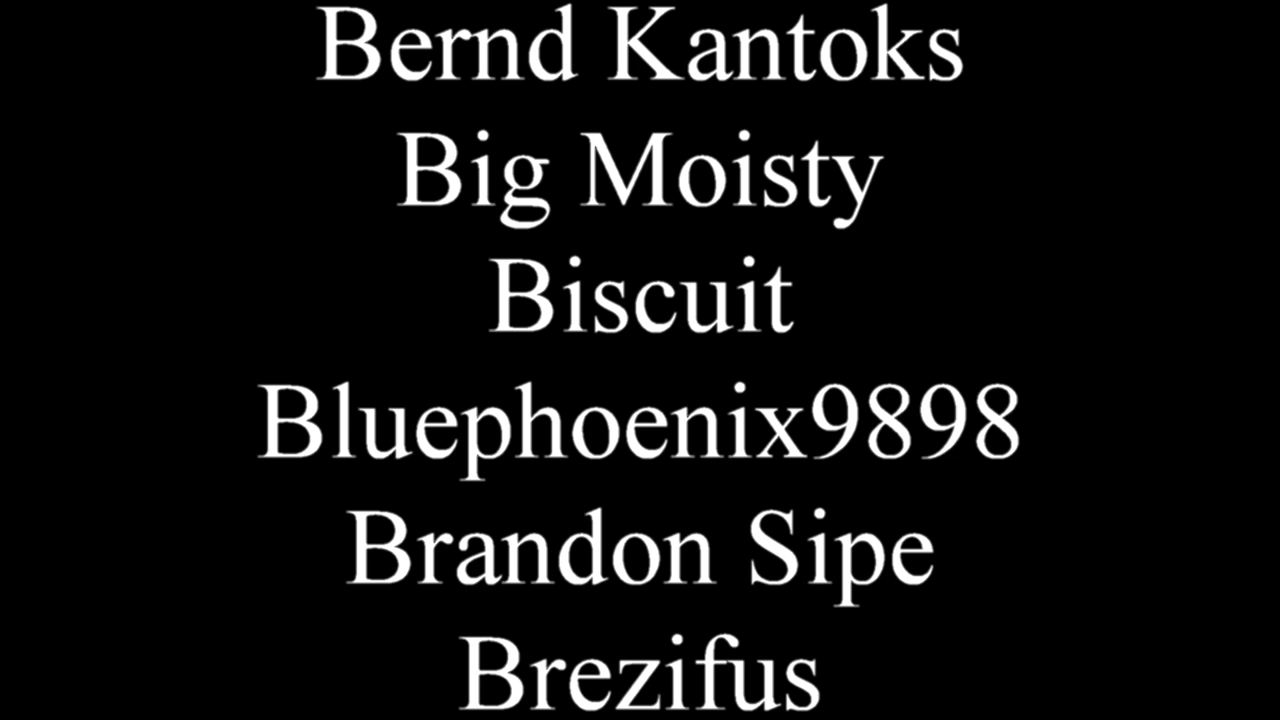 Bernd Kantoks
Big Moisty
Biscuit
Bluephoenix9898
Brandon Sipe
Brezifus